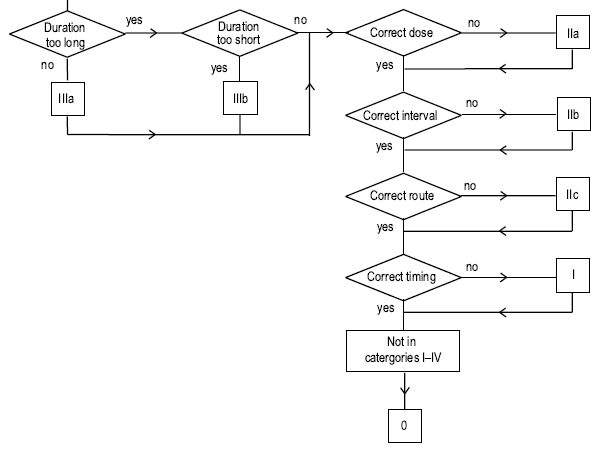 Duration
too long
yes
Duration
too short
no
Correct dose
no
IIa
no
yes
yes
IIIa
IIIb
Correct interval
no
IIb
yes
Correct route
no
IIc
yes
Correct timing
no
I
yes
Not in
catergories I–IV
0